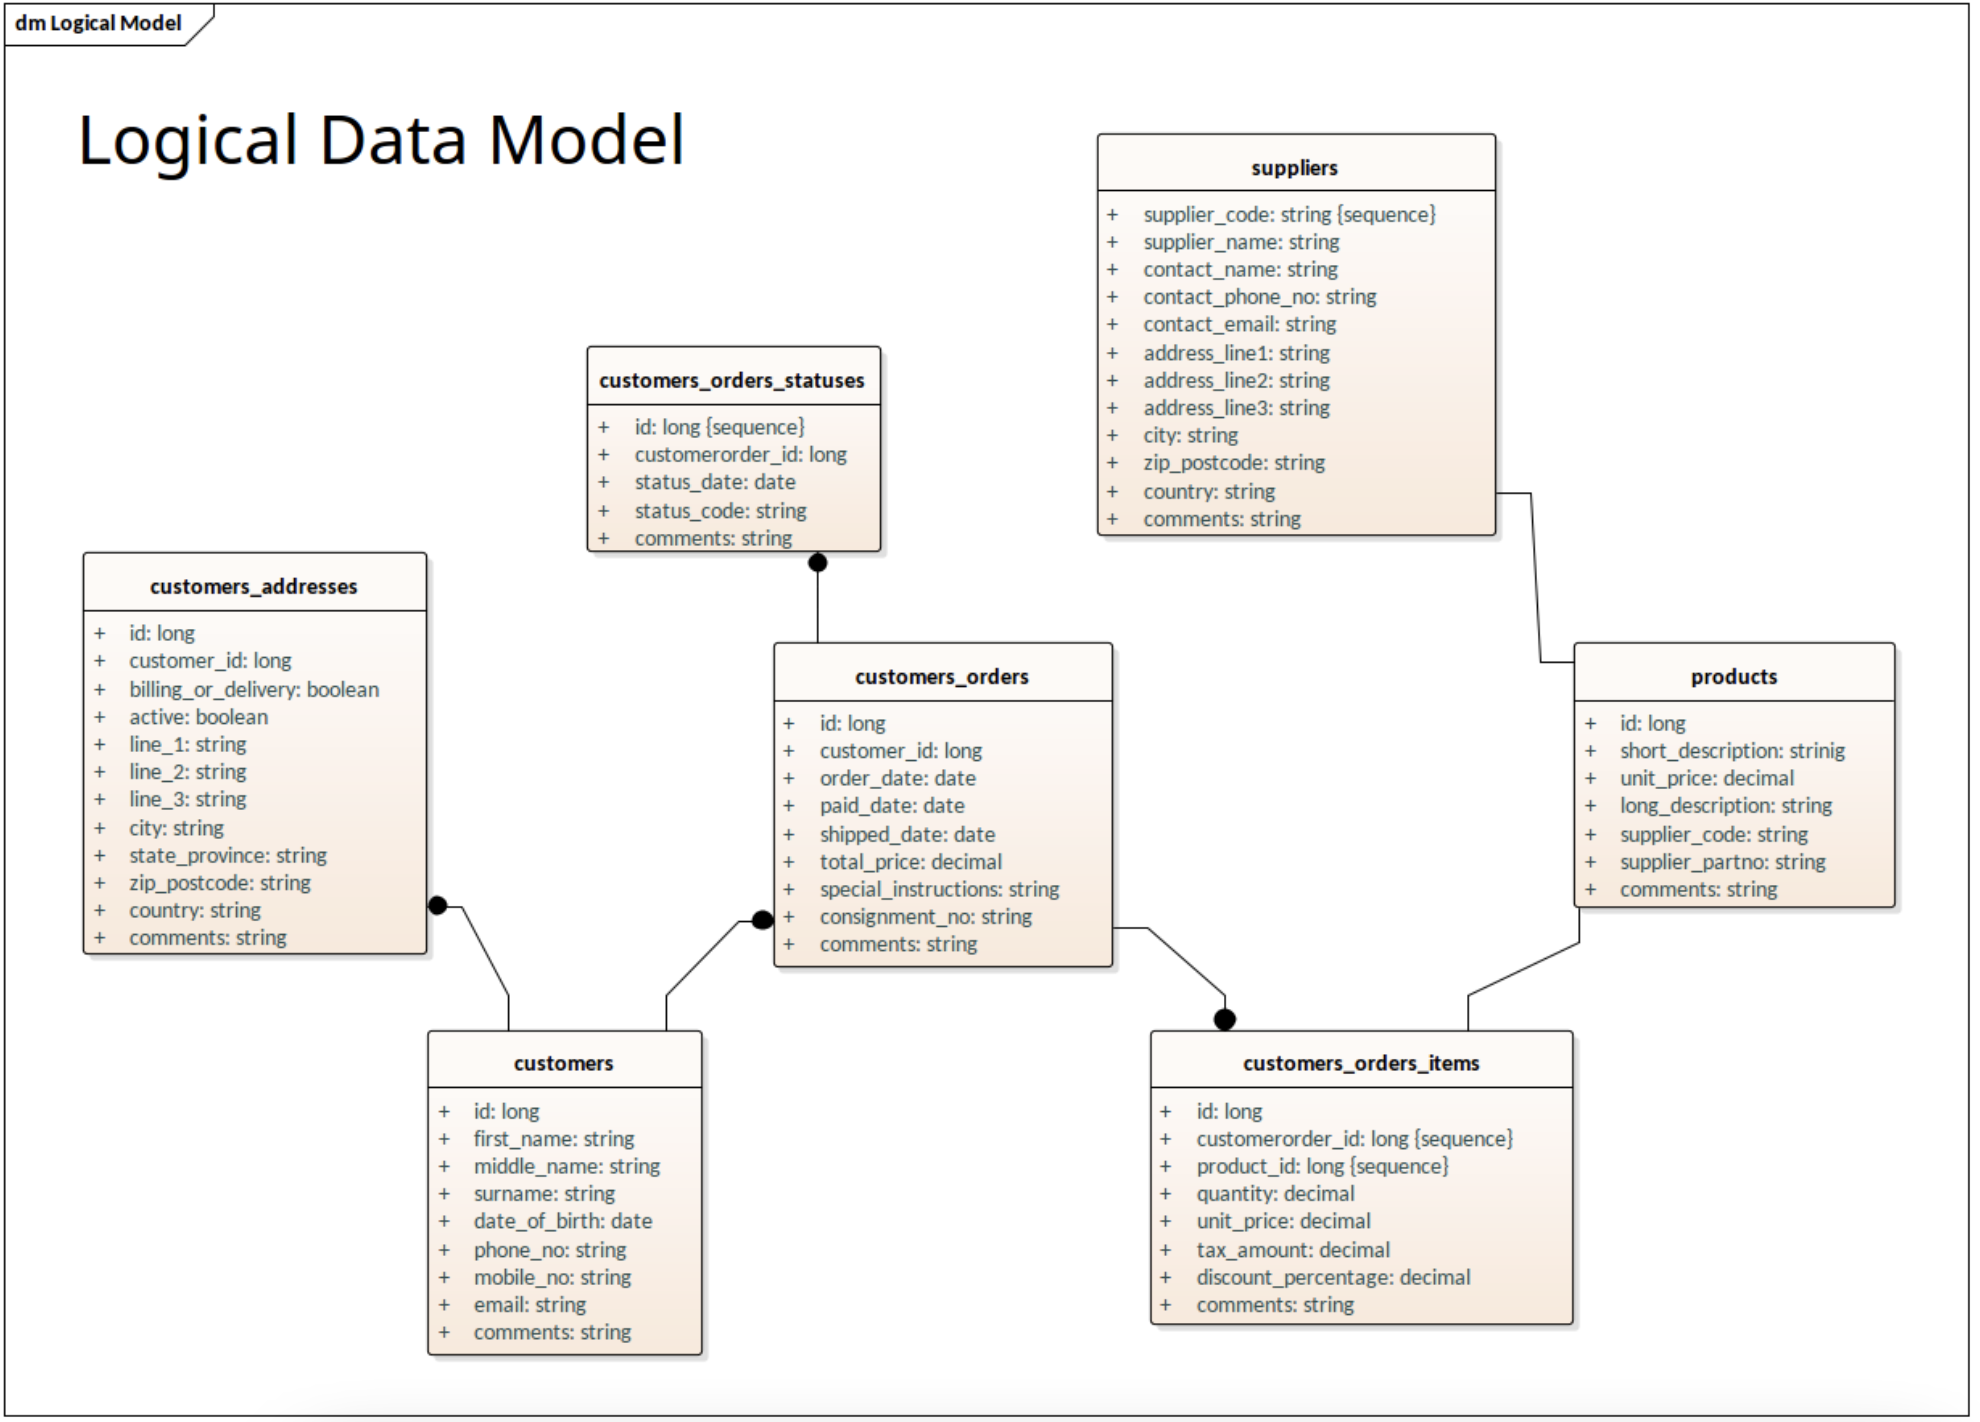 dm Logical Model
Logical Data Model
suppliers
+ supplier_code: string {sequence}
+ supplier_name: string
+ contact_name: string
+ contact_phone_no: string
+ contact_email: string
+ address_line1: string
+ address_line2: string
+ address_line3: string
+ city: string
+ zip_postcode: string
+ country: string
+ comments: string
customers_orders_statuses
+ id: long {sequence}
+ customerorder_id: long
+ status_date: date
+ status_code: string
+ comments: string
customers_addresses
+ id: long
+ customer_id: long
+ billing_or_delivery: boolean
+ active: boolean
+ line_1: string
+ line_2: string
+ line_3: string
+ city: string
+ state_province: string
+ zip_postcode: string
+ country: string
+ comments: string
customers_orders
+ id: long
+ customer_id: long
+ order_date: date
+ paid_date: date
+ shipped_date: date
+ total_price: decimal
+ special_instructions: string
+ consignment_no: string
+ comments: string
products
+ id: long
+ short_description: strinig
+ unit_price: decimal
+ long_description: string
+ supplier_code: string
+ supplier_partno: string
+ comments: string
customers
+ id: long
+ first_name: string
+ middle_name: string
+ surname: string
+ date_of_birth: date
+ phone_no: string
+ mobile_no: string
+ email: string
+ comments: string
customers_orders_items
+ id: long
+ customerorder_id: long {sequence}
+ product_id: long {sequence}
+ quantity: decimal
+ unit_price: decimal
+ tax_amount: decimal
+ discount_percentage: decimal
+ comments: string